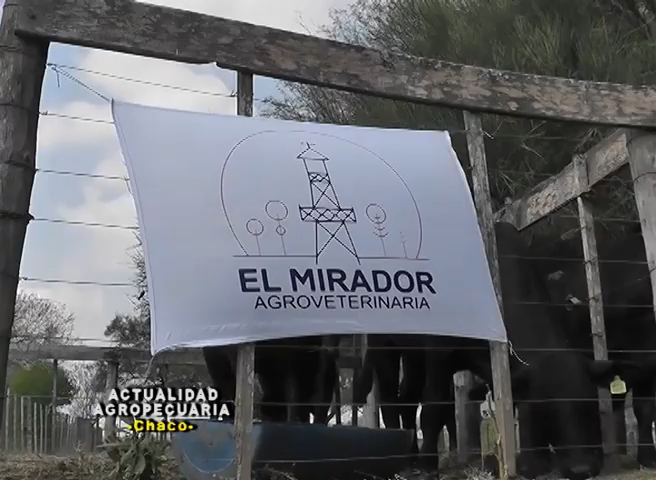 EL MIRADOR
AGROVETERINARIA
ACTUALIDAD
AGROPECUARIA
-Chaco-